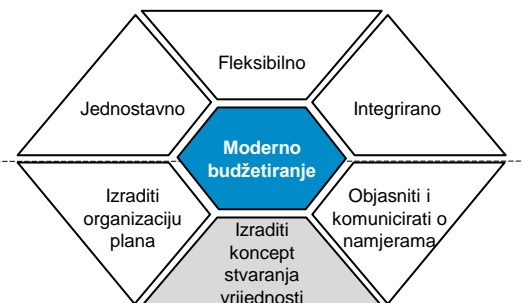 Fleksibilno
Jednostavno
Integrirano
Moderno
budžetiranje
Izraditi
organizaciju
plana
Objasniti i
komunicirati o
namjerama
Izraditi
koncept
stvaranja
vrijednosti